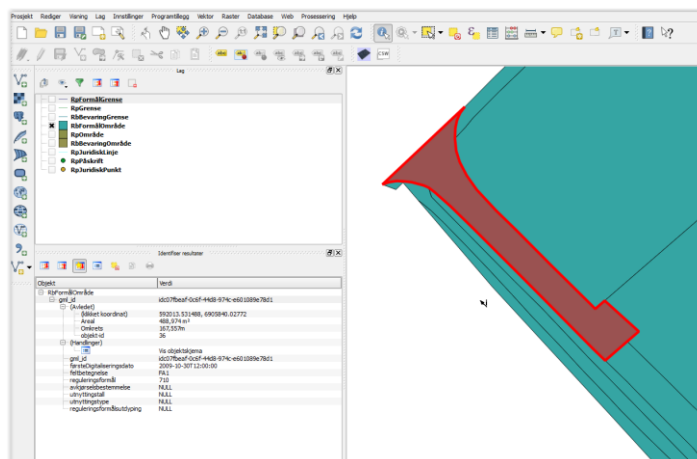 Prosjekt Rediger Visning Lag Innstillinger Programtillegg Vektor Raster Database Web Prosessering Hjelp
Lag
RpFormålGrense
RpGrense
RbBevaringGrense
RbFormålOmråde
RpOmråde
RbBevaringOmråde
RpJuridiskLinje
RpPåskrift
RpJuridiskPunkt
Identifiser resultater
Objekt Verdi
RbFormålOmråde
gml_id idc07fbeaf-0c6f-44d8-974c-e601089e78d1
(Avledet)
(klikket koordinat) 592013.531488, 6905840.02772
Areal 488,974 m²
Omkrets 167,557m
objekt-id 36
(Handlinger)
Vis objektskjema
gml_id idc07fbeaf-0c6f-44d8-974c-e601089e78d1
førsteDigitaliseringsdato 2009-10-30T12:00:00
feltbetegnelse FA1
reguleringsformål 710
avkjørselsbestemmelse NULL
utnyttingstall NULL
utnyttingstype NULL
reguleringsformålsutdyping NULL